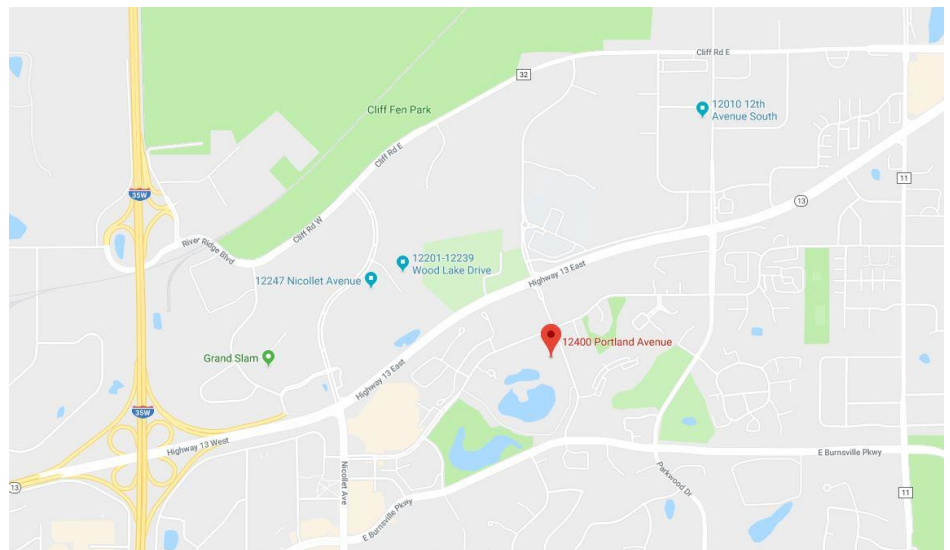 Cliff Rd E
32
12010 12th
Avenue South
Cliff Fen Park
Cliff Rd E
11
35W
13
Cliff Rd W
River Ridge Blvd
12201-12239
Wood Lake Drive
12247 Nicollet Avenue
Highway 13 East
12400 Portland Avenue
Grand Slam
Highway 13 East
35W
Highway 13 West
E Burnsville Pkwy
Nicollet Ave
Parkwood Dr
13
11
E Burnsville Pkwy